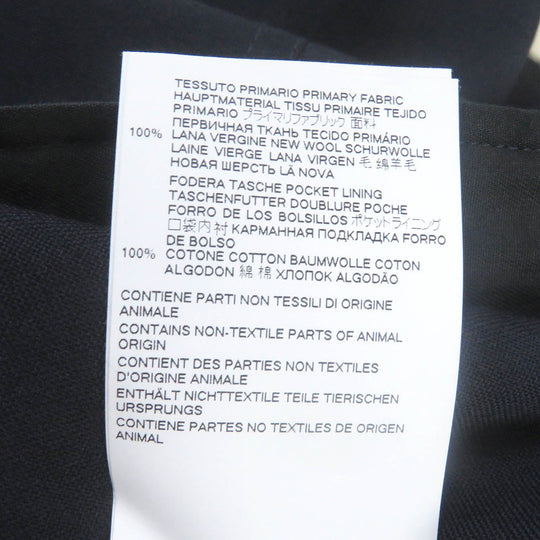 TESSUTO PRIMARIO PRIMARY FABRIC
HAUPTMATERIAL TISSU PRIMAIRE TEJIDO
PRIMARIO プライマリファブリック 面料
ПЕРВИЧНАЯ ТКАНЬ TECIDO PRIMÁRIO
100% LANA VERGINE NEW WOOL SCHURWOLLE
LAINE VIERGE LANA VIRGEN 毛 绵羊毛
НОВАЯ ШЕРСТЬ LÃ NOVA
FODERA TASCHE POCKET LINING
TASCHENFUTTER DOUBLURE POCHE
FORRO DE LOS BOLSILLOS ポケットライニング
口袋内衬 КАРМАННАЯ ПОДКЛАДКА FORRO
DE BOLSO
100% COTONE COTTON BAUMWOLLE COTON
ALGODON 綿 棉 ХЛОПОК ALGODÃO
CONTIENE PARTI NON TESSILI DI ORIGINE
ANIMALE
CONTAINS NON-TEXTILE PARTS OF ANIMAL
ORIGIN
CONTIENT DES PARTIES NON TEXTILES
D'ORIGINE ANIMALE
ENTHÄLT NICHTTEXTILE TEILE TIERISCHEN
URSPRUNGS
CONTIENE PARTES NO TEXTILES DE ORIGEN
ANIMAL